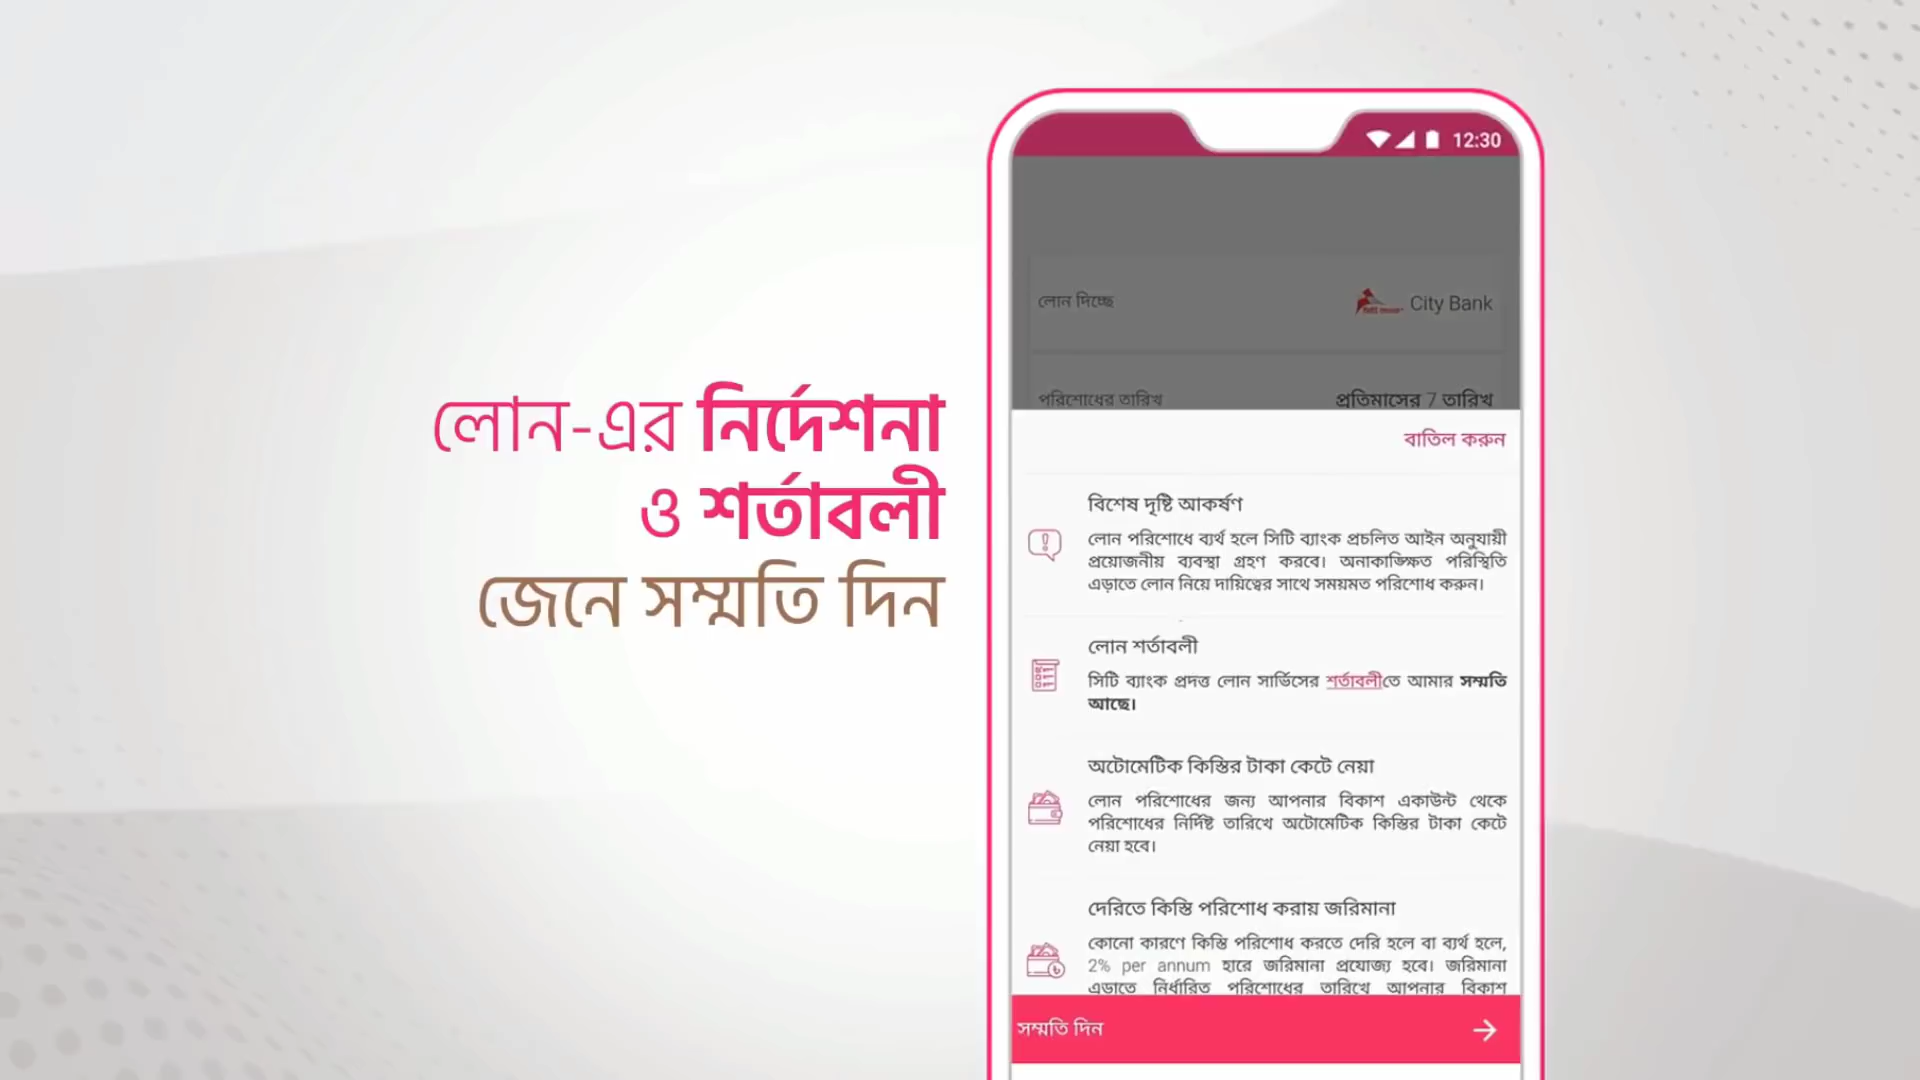 লোন-এর নির্দেশনা
ও শর্তাবলী
জেনে সম্মতি দিন
12:30
লোন দিচ্ছে
City Bank
পরিশোধের তারিখ
প্রতিমাসের 7 তারিখ
বাতিল করুন
বিশেষ দৃষ্টি আকর্ষণ
লোন পরিশোধে ব্যর্থ হলে সিটি ব্যাংক প্রচলিত আইন অনুযায়ী
প্রয়োজনীয় ব্যবস্থা গ্রহণ করবে। অনাকাঙ্ক্ষিত পরিস্থিতি
এড়াতে লোন নিয়ে দায়িত্বের সাথে সময়মত পরিশোধ করুন।
লোন শর্তাবলী
সিটি ব্যাংক প্রদত্ত লোন সার্ভিসের শর্তাবলীতে আমার সম্মতি
আছে।
অটোমেটিক কিস্তির টাকা কেটে নেয়া
লোন পরিশোধের জন্য আপনার বিকাশ একাউন্ট থেকে
পরিশোধের নির্দিষ্ট তারিখে অটোমেটিক কিস্তির টাকা কেটে
নেয়া হবে।
দেরিতে কিস্তি পরিশোধ করায় জরিমানা
কোনো কারণে কিস্তি পরিশোধ করতে দেরি হলে বা ব্যর্থ হলে,
2% per annum হারে জরিমানা প্রযোজ্য হবে। জরিমানা
এড়াতে নির্ধারিত পরিশোধের তারিখে আপনার বিকাশ
সম্মতি দিন